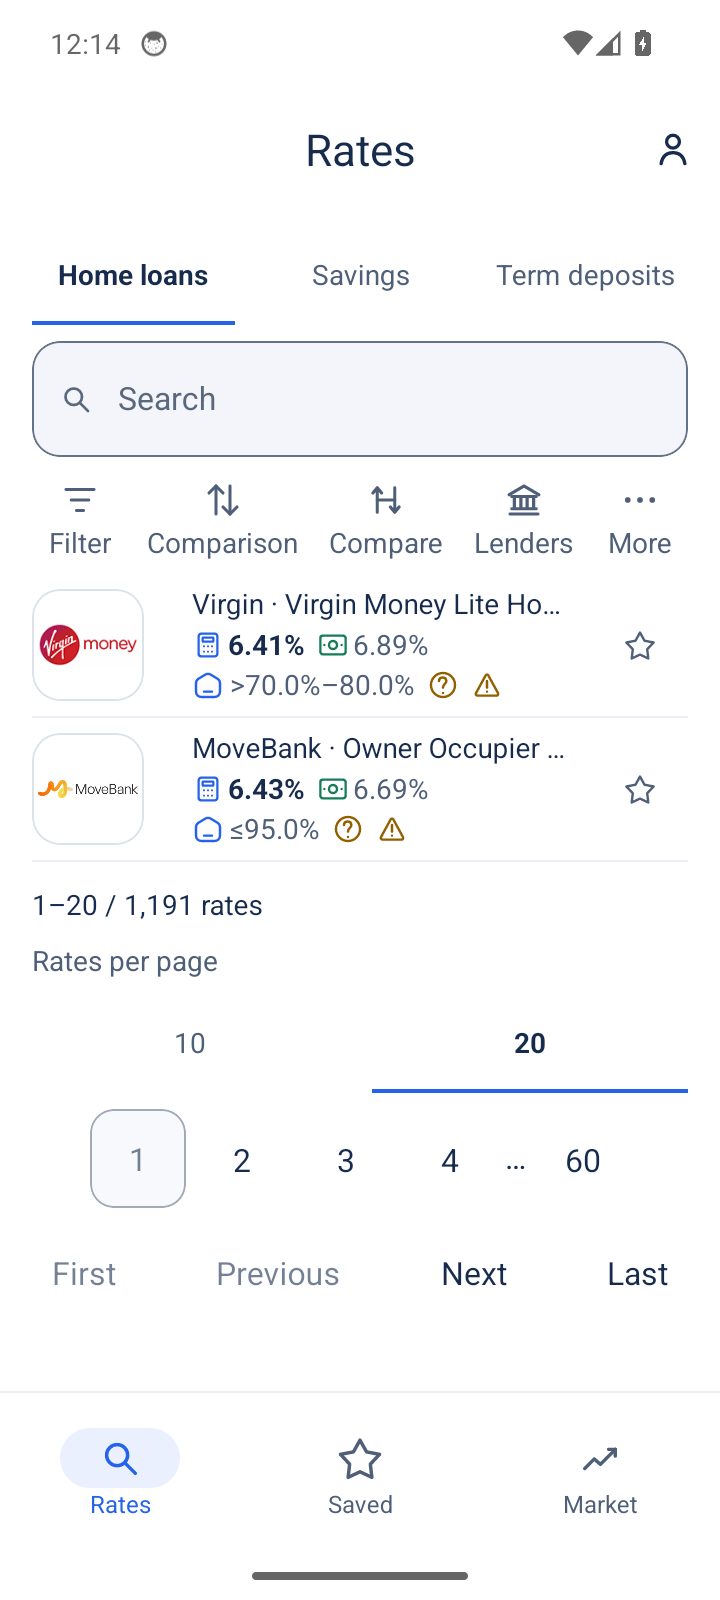 12:14
Rates
Home loans Savings Term deposits
Search
Filter Comparison Compare Lenders More
Virgin money
Virgin · Virgin Money Lite Ho...
6.41% 6.89%
>70.0%–80.0%
MoveBank
MoveBank · Owner Occupier ...
6.43% 6.69%
≤95.0%
1–20 / 1,191 rates
Rates per page
10 20
1 2 3 4 ... 60
First Previous Next Last
Rates Saved Market